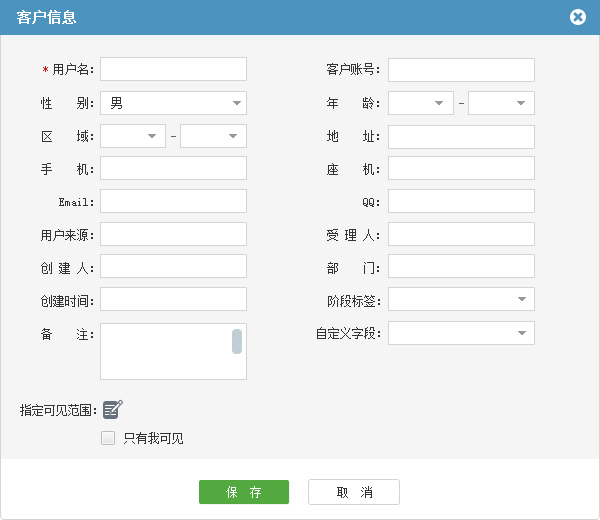 客户信息
* 用户名： 客户账号：
性 别： 男 年 龄： -
区 域： - 地 址：
手 机： 座 机：
Email： QQ：
用户来源： 受 理 人：
创 建 人： 部 门：
创建时间： 阶段标签：
备 注： 自定义字段：
指定可见范围：
只有我可见
保 存 取 消